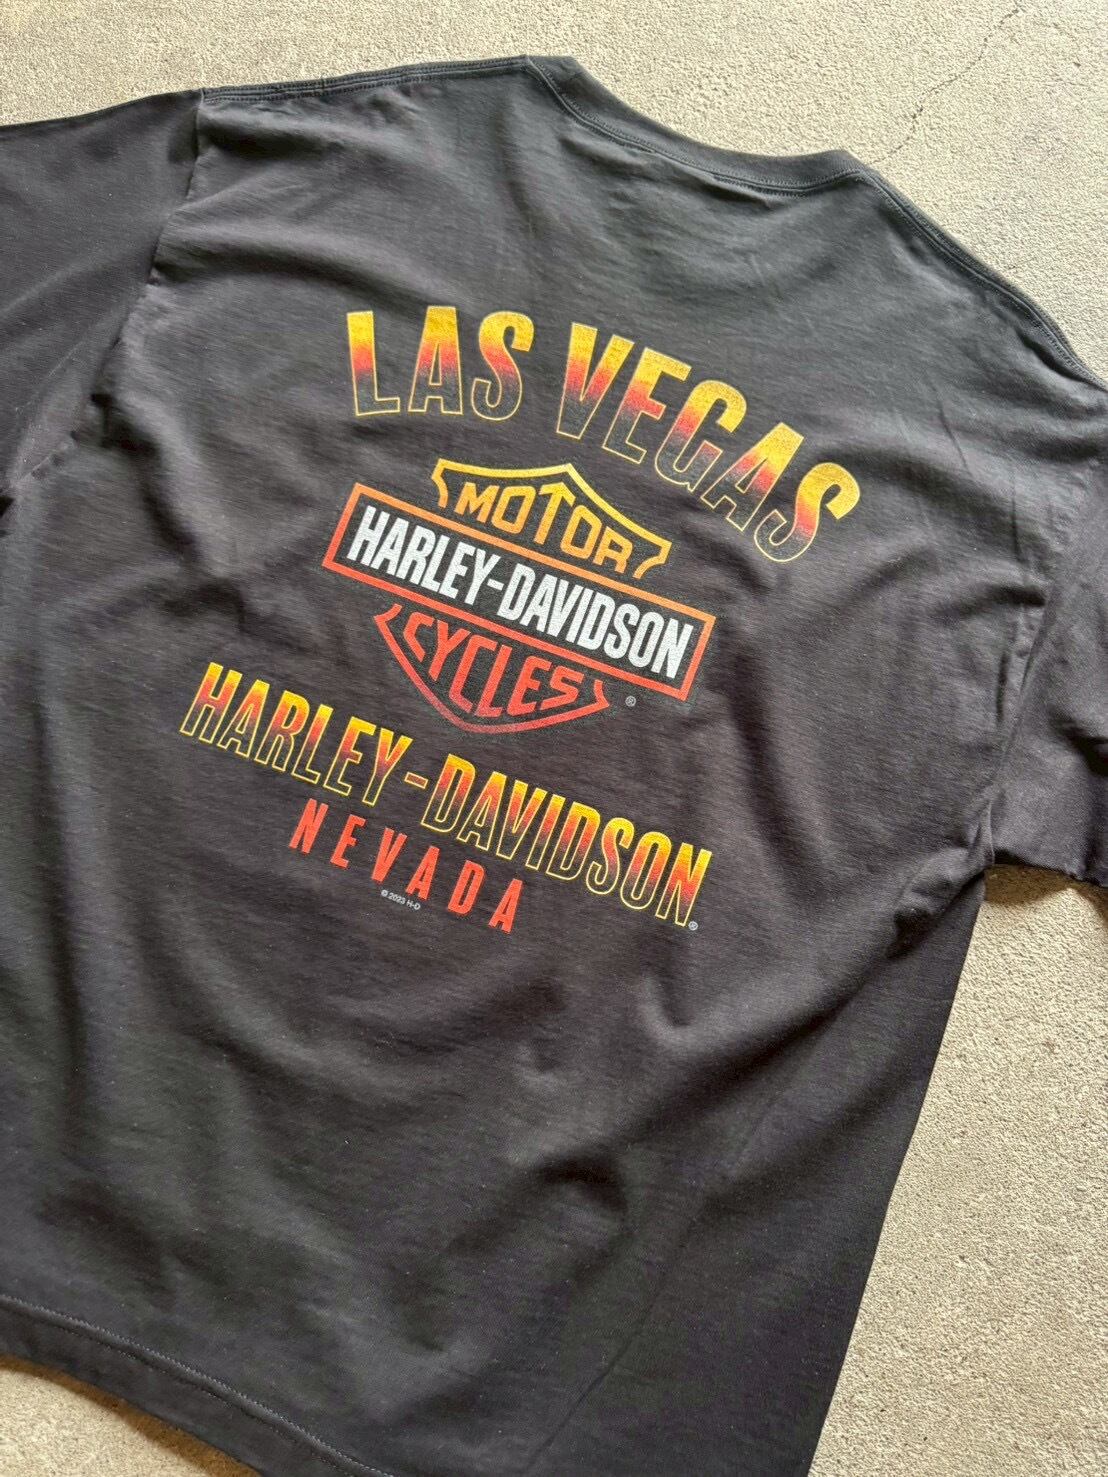 LAS VEGAS
MOTOR
HARLEY-DAVIDSON
CYCLES
®
HARLEY-DAVIDSON®
NEVADA
© 2023 H-D